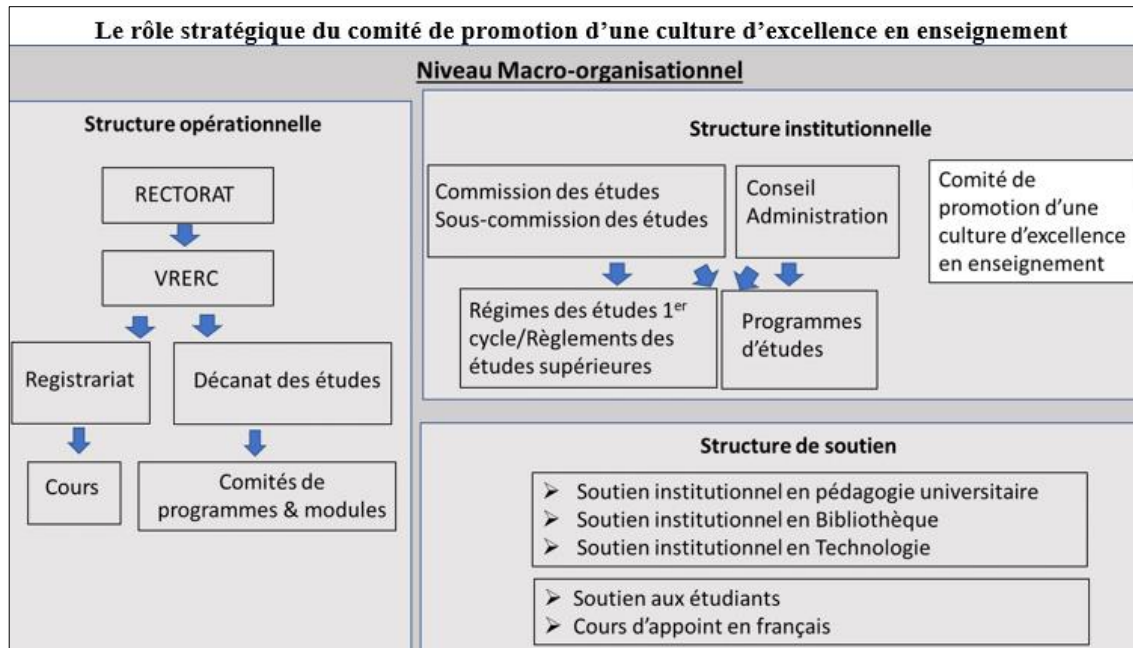 Le rôle stratégique du comité de promotion d’une culture d’excellence en enseignement
Niveau Macro-organisationnel
Structure opérationnelle
RECTORAT
VRERC
Registrariat
Décanat des études
Cours
Comités de
programmes & modules
Structure institutionnelle
Commission des études
Sous-commission des études
Conseil
Administration
Comité de
promotion d’une
culture d’excellence
en enseignement
Régimes des études 1er
cycle/Règlements des
études supérieures
Programmes
d’études
Structure de soutien
➢ Soutien institutionnel en pédagogie universitaire
➢ Soutien institutionnel en Bibliothèque
➢ Soutien institutionnel en Technologie
➢ Soutien aux étudiants
➢ Cours d’appoint en français